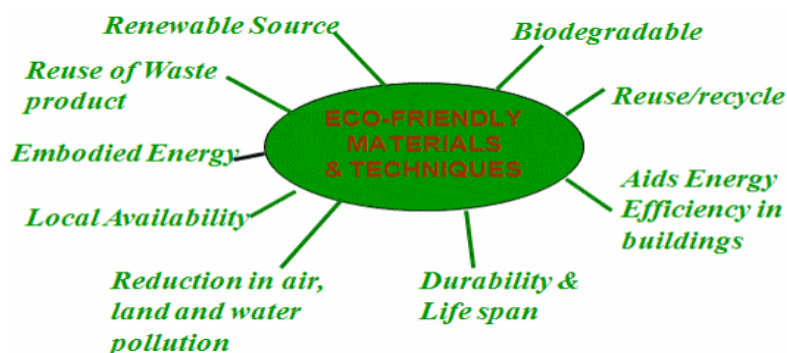 Renewable Source
Biodegradable
Reuse of Waste
product
Reuse/recycle
ECO-FRIENDLY
MATERIALS
& TECHNIQUES
Embodied Energy
Aids Energy
Efficiency in
buildings
Local Availability
Reduction in air,
land and water
pollution
Durability &
Life span